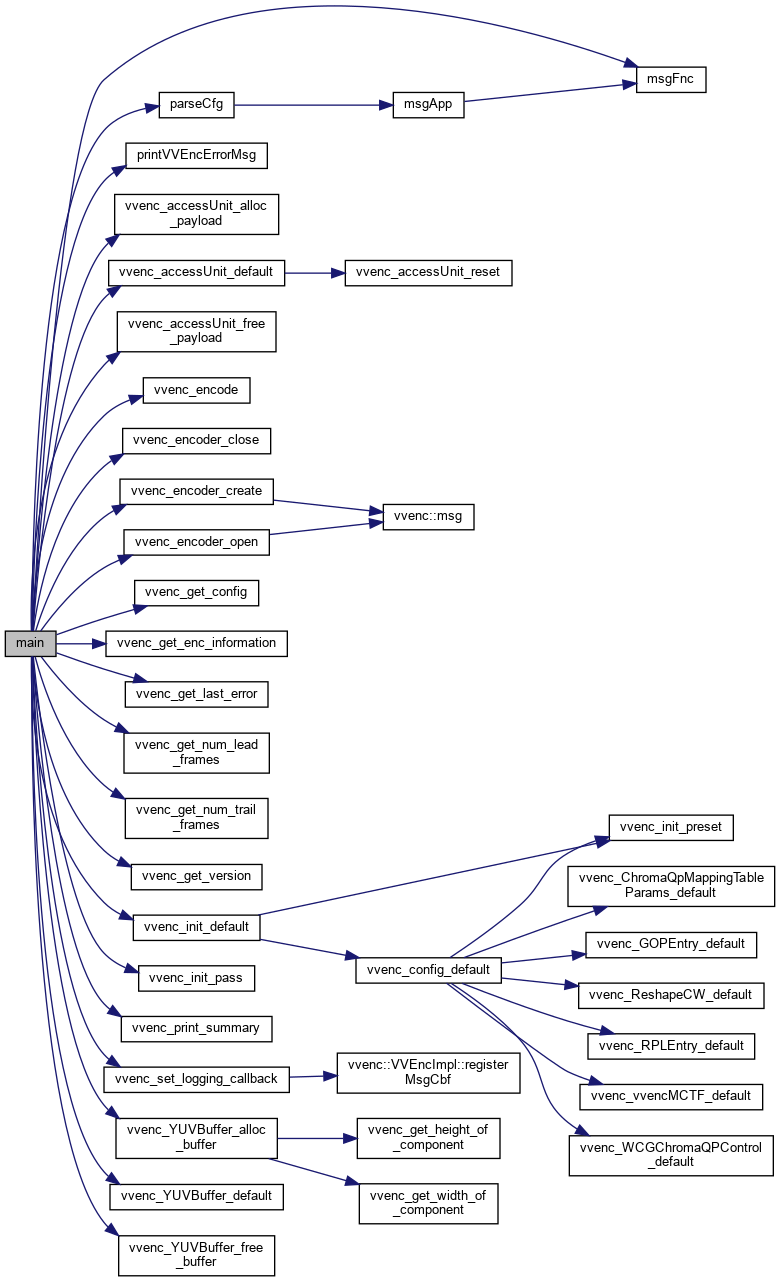 msgFnc
parseCfg
msgApp
printVVEncErrorMsg
vvenc_accessUnit_alloc
_payload
vvenc_accessUnit_default
vvenc_accessUnit_reset
vvenc_accessUnit_free
_payload
vvenc_encode
vvenc_encoder_close
vvenc_encoder_create
vvenc::msg
vvenc_encoder_open
vvenc_get_config
main
vvenc_get_enc_information
vvenc_get_last_error
vvenc_get_num_lead
_frames
vvenc_get_num_trail
_frames
vvenc_init_preset
vvenc_get_version
vvenc_ChromaQpMappingTable
Params_default
vvenc_init_default
vvenc_GOPEntry_default
vvenc_config_default
vvenc_init_pass
vvenc_ReshapeCW_default
vvenc_print_summary
vvenc_RPLEntry_default
vvenc_set_logging_callback
vvenc::VVEncImpl::register
MsgCbf
vvenc_vvencMCTF_default
vvenc_YUVBuffer_alloc
_buffer
vvenc_get_height_of
_component
vvenc_WCGChromaQPControl
_default
vvenc_YUVBuffer_default
vvenc_get_width_of
_component
vvenc_YUVBuffer_free
_buffer